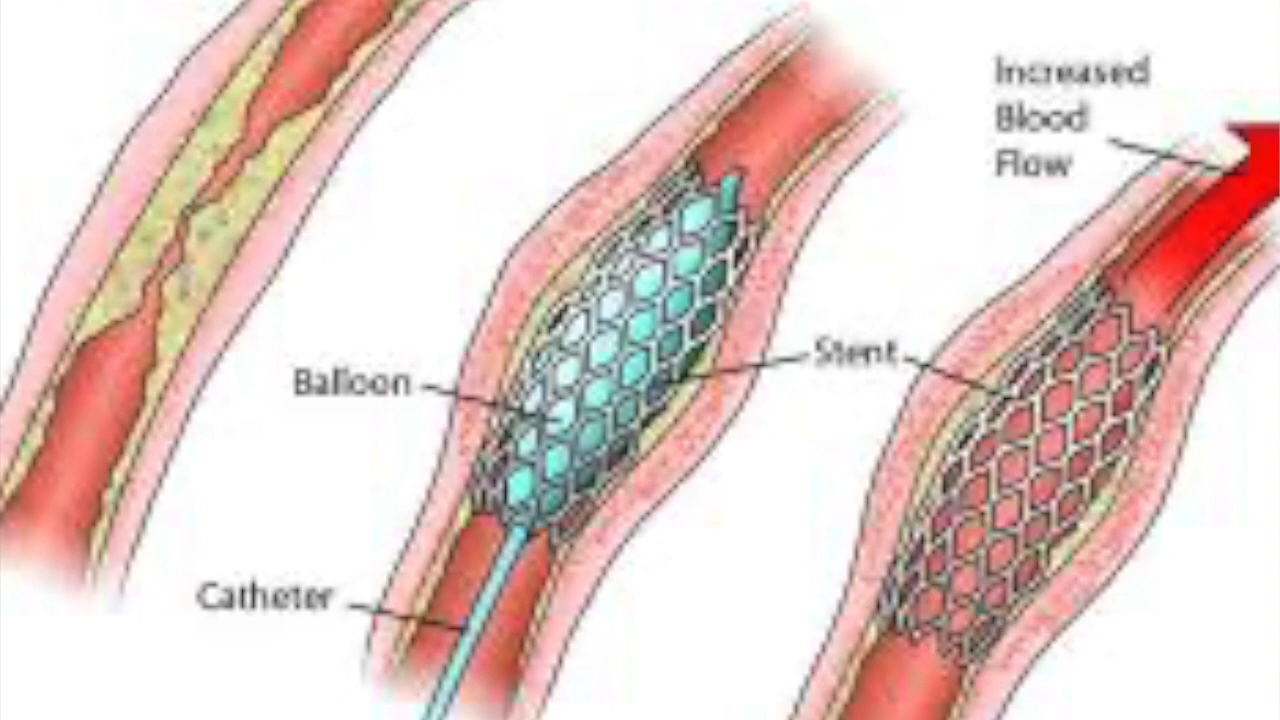 Increased
Blood
Flow
Stent
Balloon
Catheter